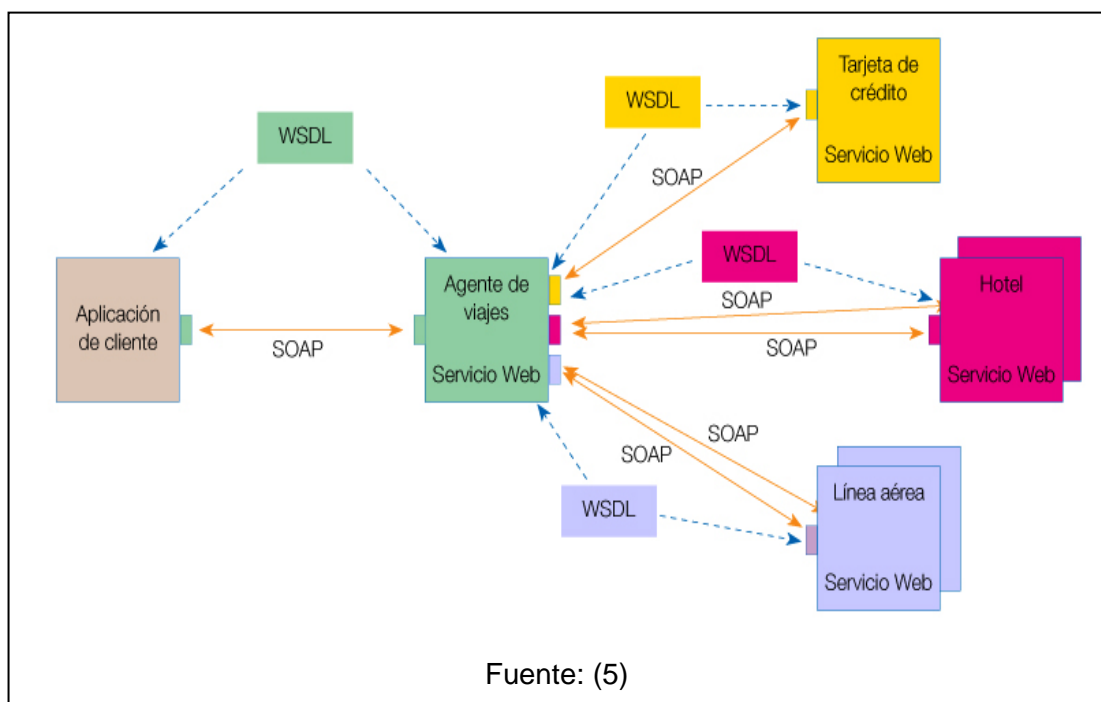 Tarjeta de
crédito
Servicio Web
WSDL
SOAP
WSDL
WSDL
Aplicación
de cliente
SOAP
Agente de
viajes
Servicio Web
SOAP
SOAP
Hotel
Servicio Web
SOAP
SOAP
WSDL
Línea aérea
Servicio Web
Fuente: (5)